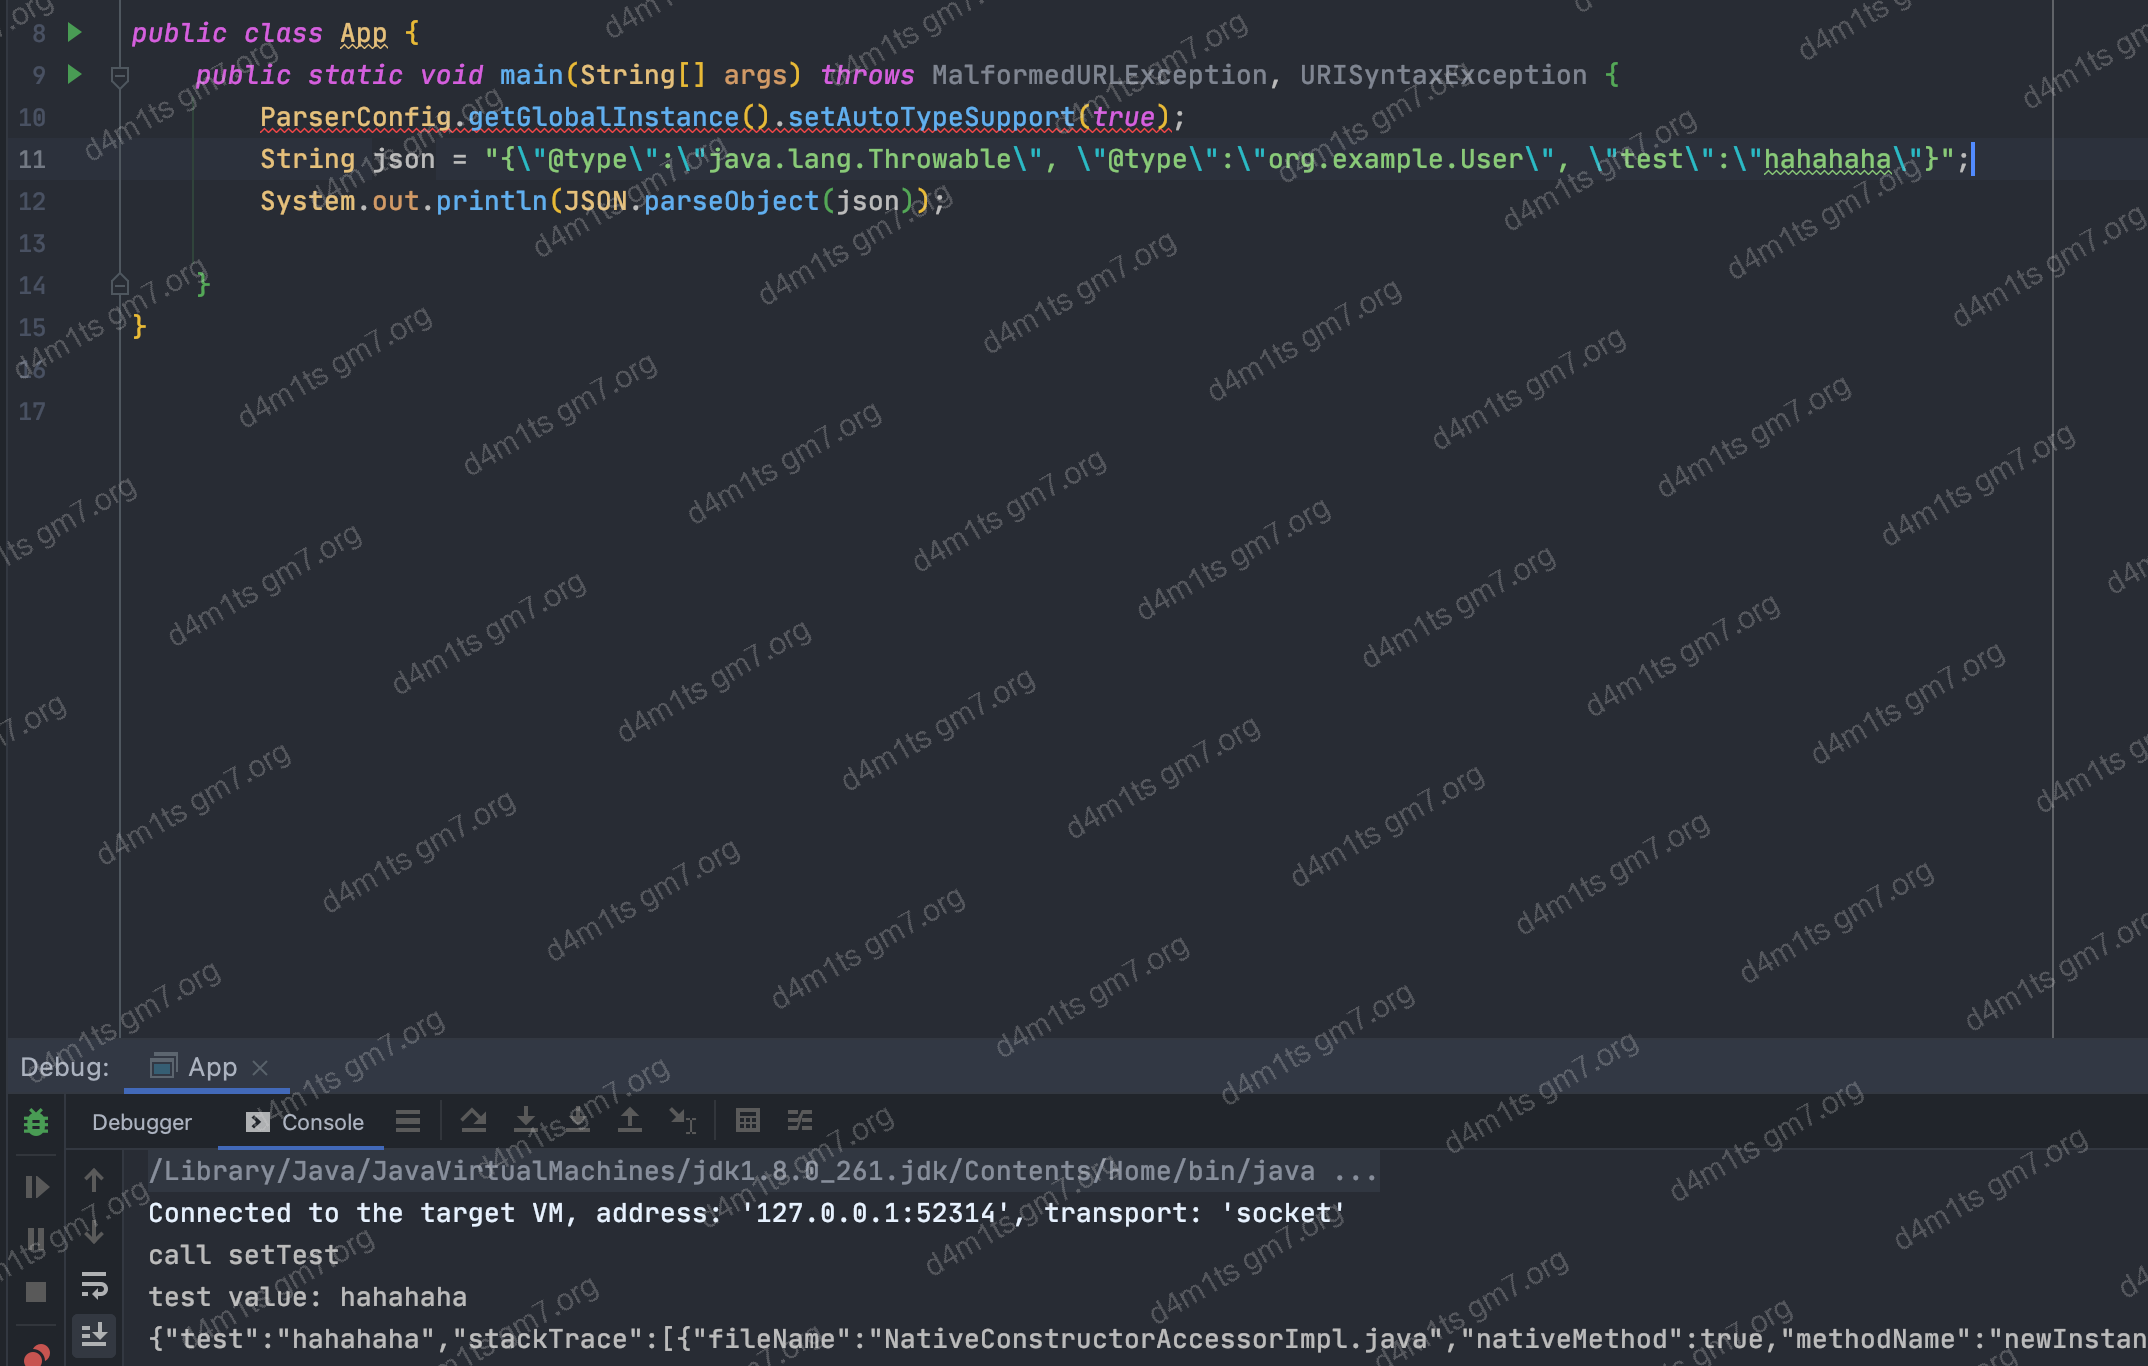 8 public class App {
9 public static void main(String[] args) throws MalformedURLException, URISyntaxException {
10 ParserConfig.getGlobalInstance().setAutoTypeSupport(true);
11 String json = "{\"@type\":\"java.lang.Throwable\", \"@type\":\"org.example.User\", \"test\":\"hahahaha\"}";
12 System.out.println(JSON.parseObject(json));
13
14 }
15 }
16
17
Debug: App
Debugger Console
/Library/Java/JavaVirtualMachines/jdk1.8.0_261.jdk/Contents/Home/bin/java ...
Connected to the target VM, address: '127.0.0.1:52314', transport: 'socket'
call setTest
test value: hahahaha
{"test":"hahahaha","stackTrace":[{"fileName":"NativeConstructorAccessorImpl.java","nativeMethod":true,"methodName":"newInstan
d4m1ts gm7.org